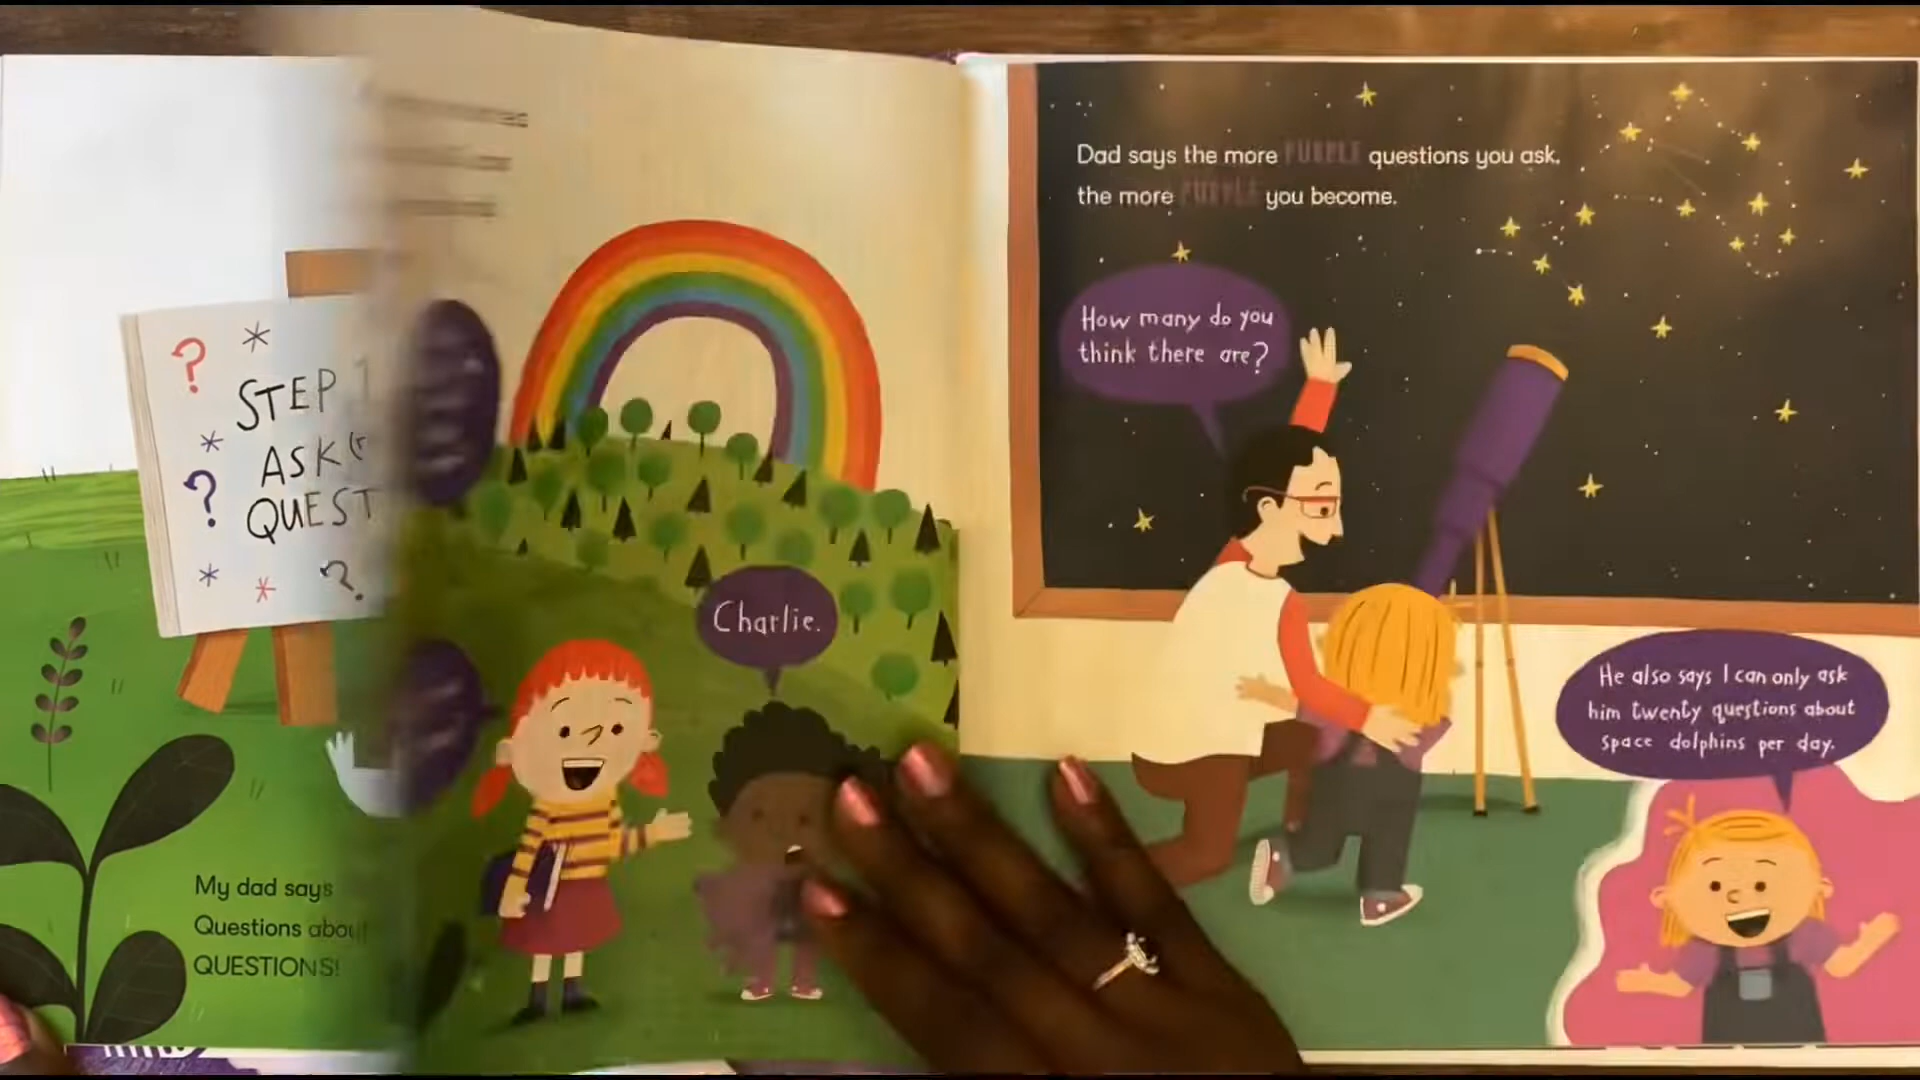 STEP 1
ASK
QUEST
My dad says
Questions about
QUESTIONS!
Charlie.
Dad says the more PURPLE questions you ask,
the more PURPLE you become.
How many do you
think there are?
He also says I can only ask
him twenty questions about
space dolphins per day.